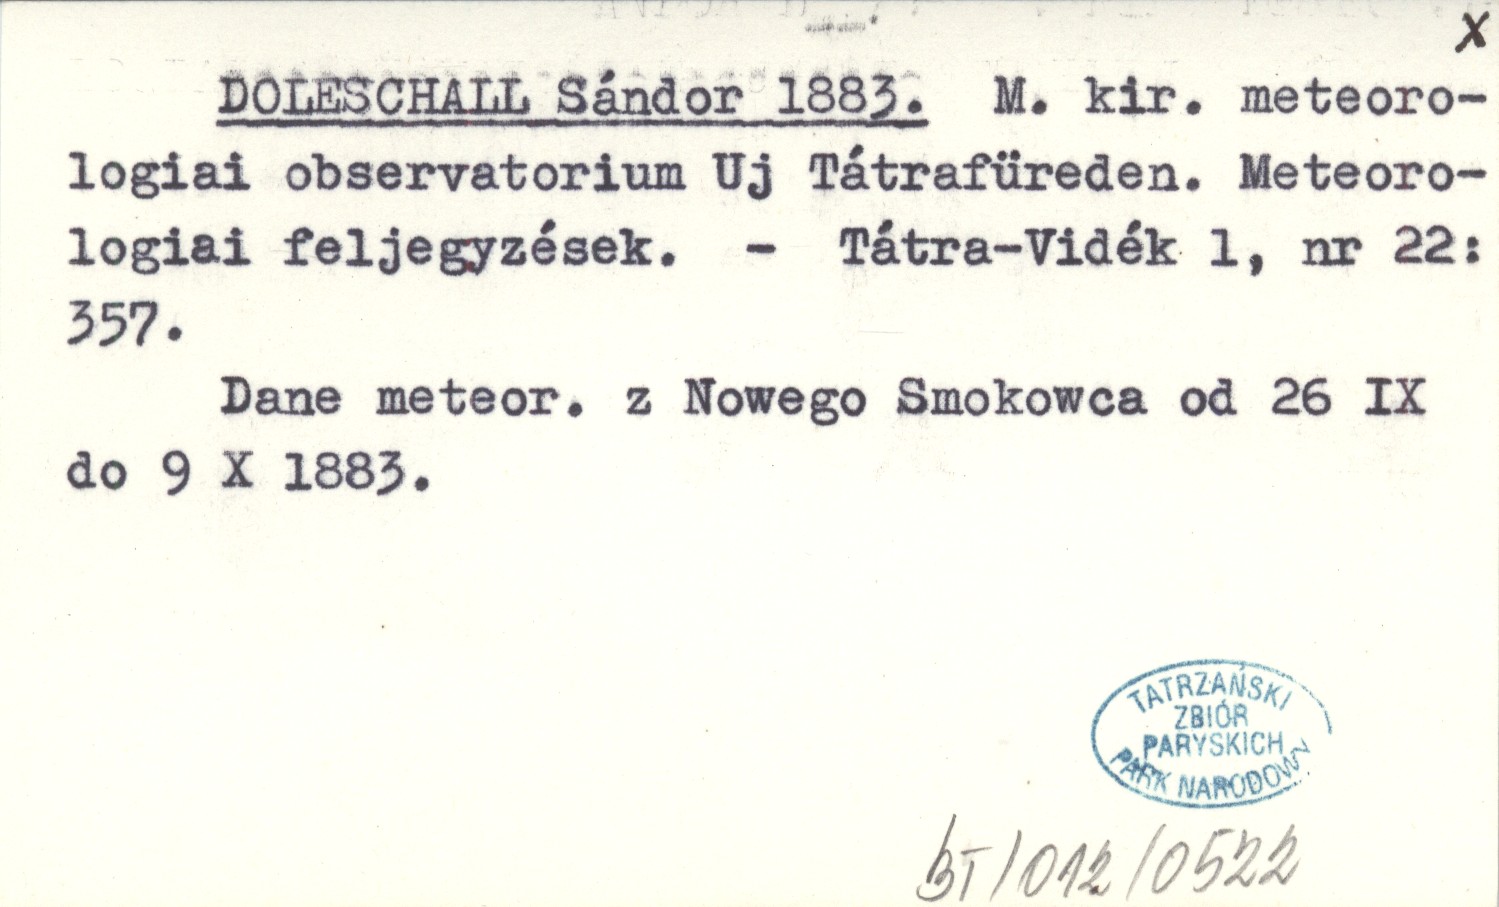 X
DOLESCHALL Sándor 1883. M. kir. meteoro-
logiai observatorium Uj Tátrafüreden. Meteoro-
logiai feljegyzések. - Tátra-Vidék 1, nr 22:
357.
Dane meteor. z Nowego Smokowca od 26 IX
do 9 X 1883.
TATRZAŃSKI
ZBIÓR
PARYSKICH
PARK NARODOWY
BT/012/0522